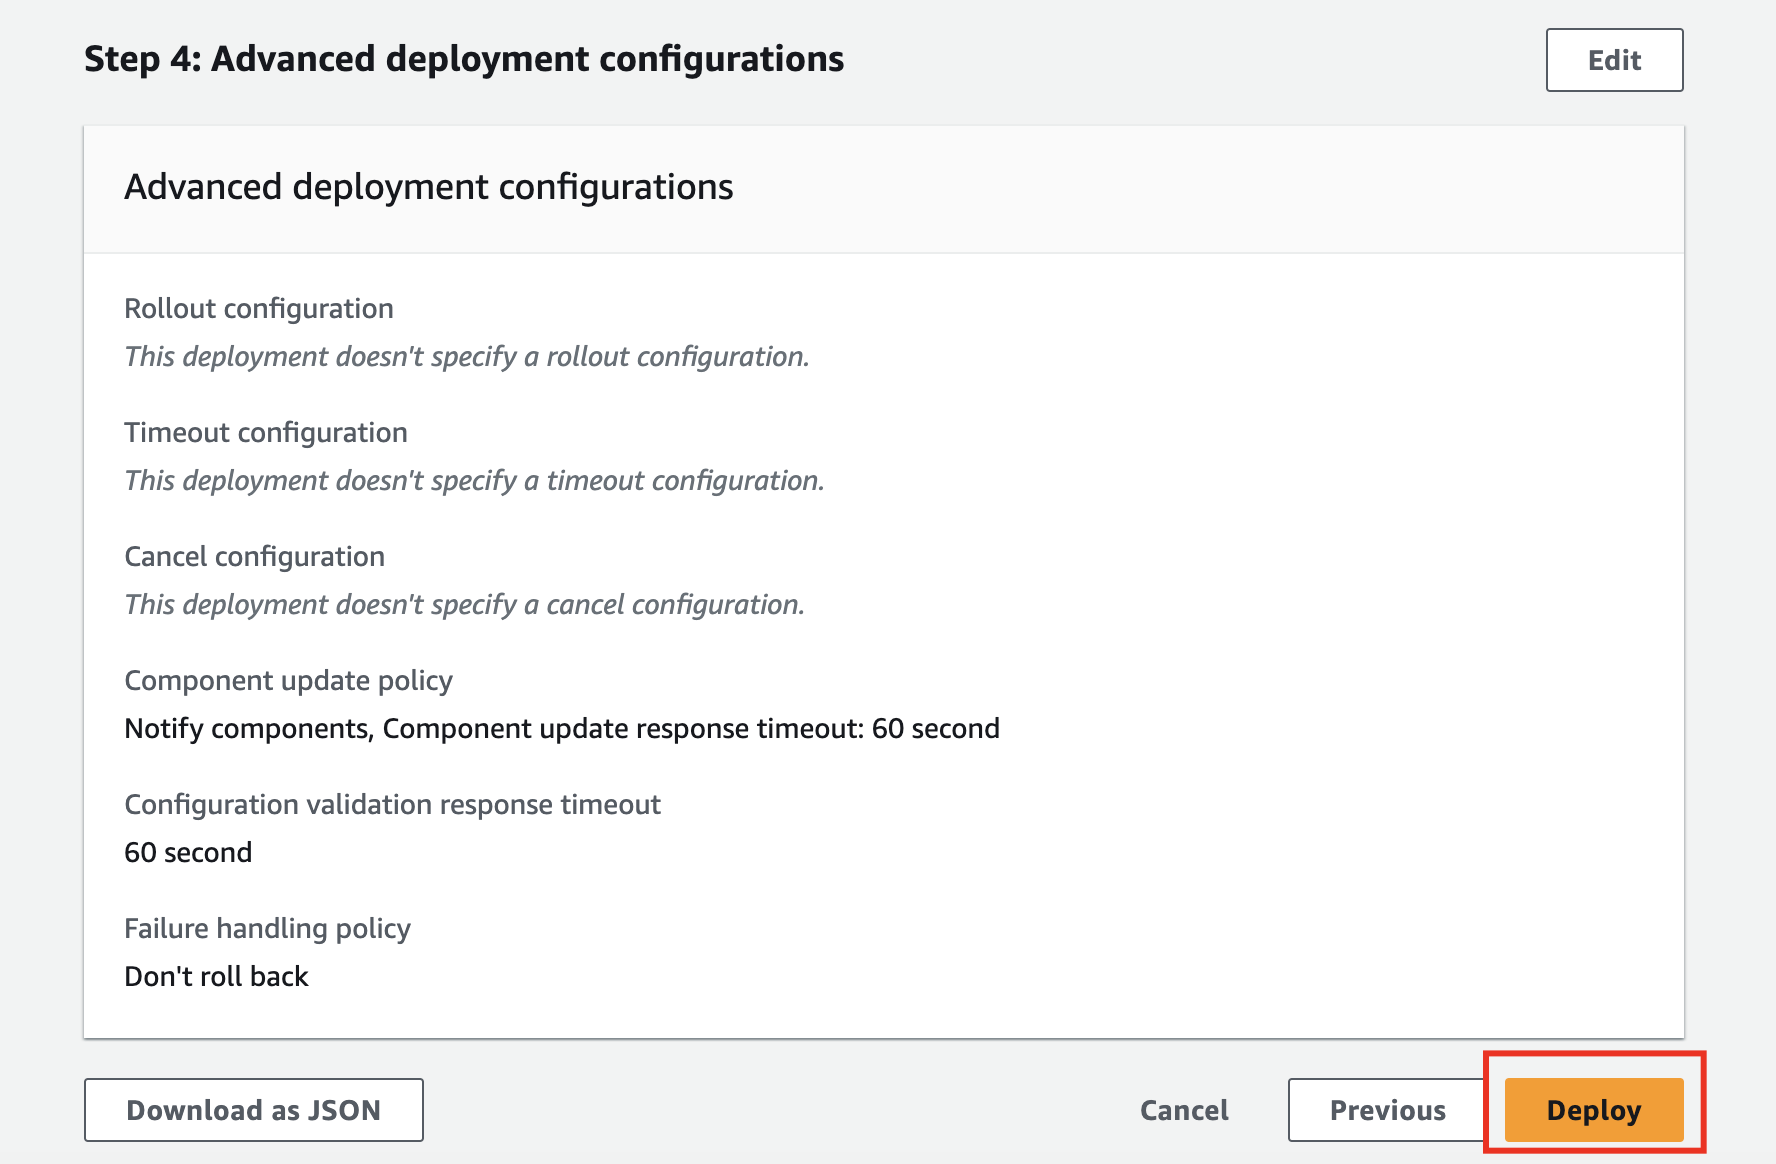 Step 4: Advanced deployment configurations
Edit
Advanced deployment configurations
Rollout configuration
This deployment doesn't specify a rollout configuration.
Timeout configuration
This deployment doesn't specify a timeout configuration.
Cancel configuration
This deployment doesn't specify a cancel configuration.
Component update policy
Notify components, Component update response timeout: 60 second
Configuration validation response timeout
60 second
Failure handling policy
Don't roll back
Download as JSON
Cancel
Previous
Deploy